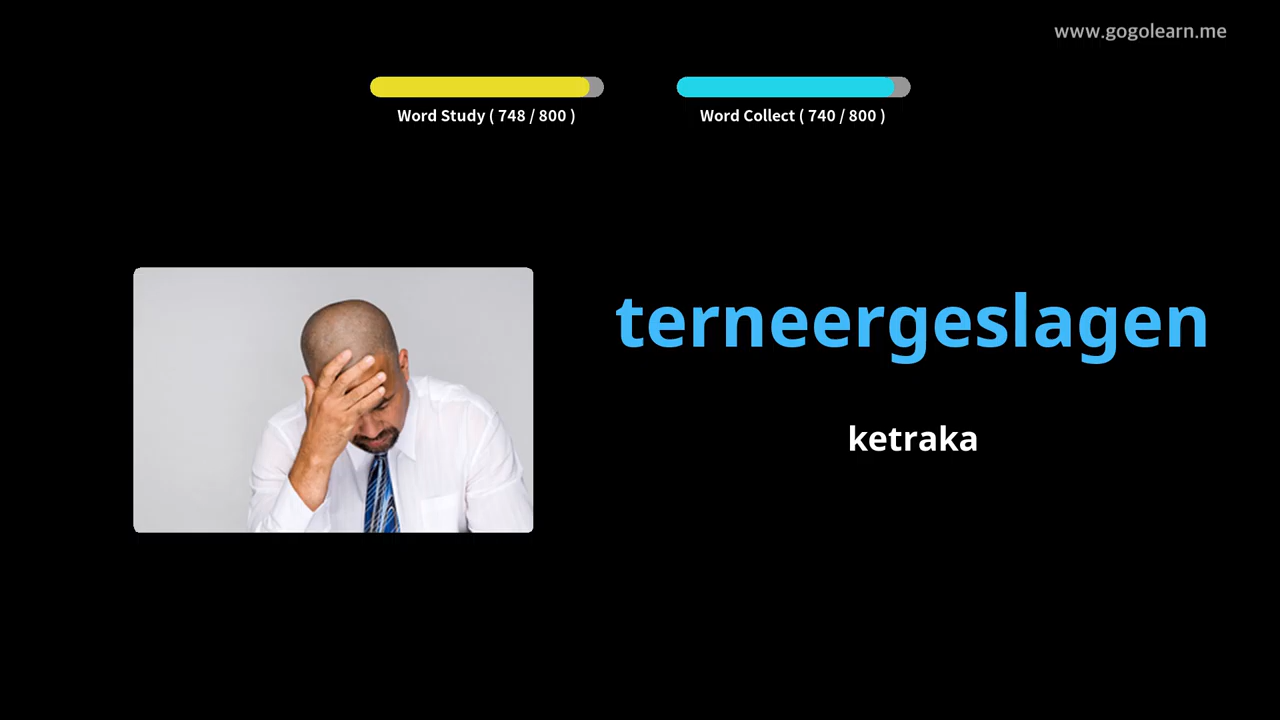 www.gogolearn.me
Word Study ( 748 / 800 )
Word Collect ( 740 / 800 )
terneergeslagen
ketraka